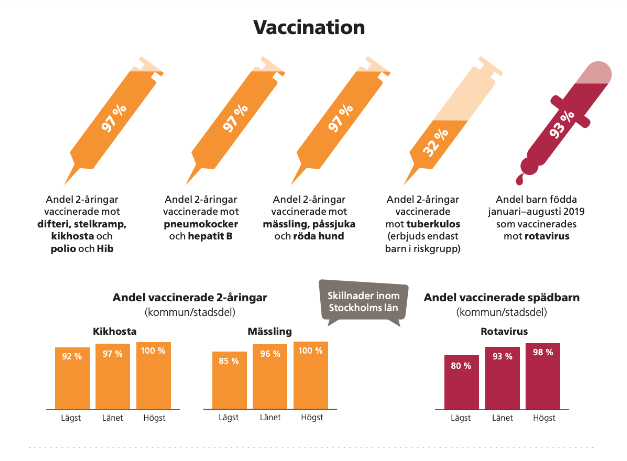 Vaccination
97 %
97 %
97 %
32 %
93 %
Andel 2-åringar
vaccinerade mot
difteri, stelkramp,
kikhosta och
polio och Hib
Andel 2-åringar
vaccinerade mot
pneumokocker
och hepatit B
Andel 2-åringar
vaccinerade mot
mässling, påssjuka
och röda hund
Andel 2-åringar
vaccinerade
mot tuberkulos
(erbjuds endast
barn i riskgrupp)
Andel barn födda
januari–augusti 2019
som vaccinerades
mot rotavirus
Andel vaccinerade 2-åringar
(kommun/stadsdel)
Skillnader inom
Stockholms län
Andel vaccinerade spädbarn
(kommun/stadsdel)
Kikhosta
92 %
97 %
100 %
Lägst
Länet
Högst
Mässling
85 %
96 %
100 %
Lägst
Länet
Högst
Rotavirus
80 %
93 %
98 %
Lägst
Länet
Högst